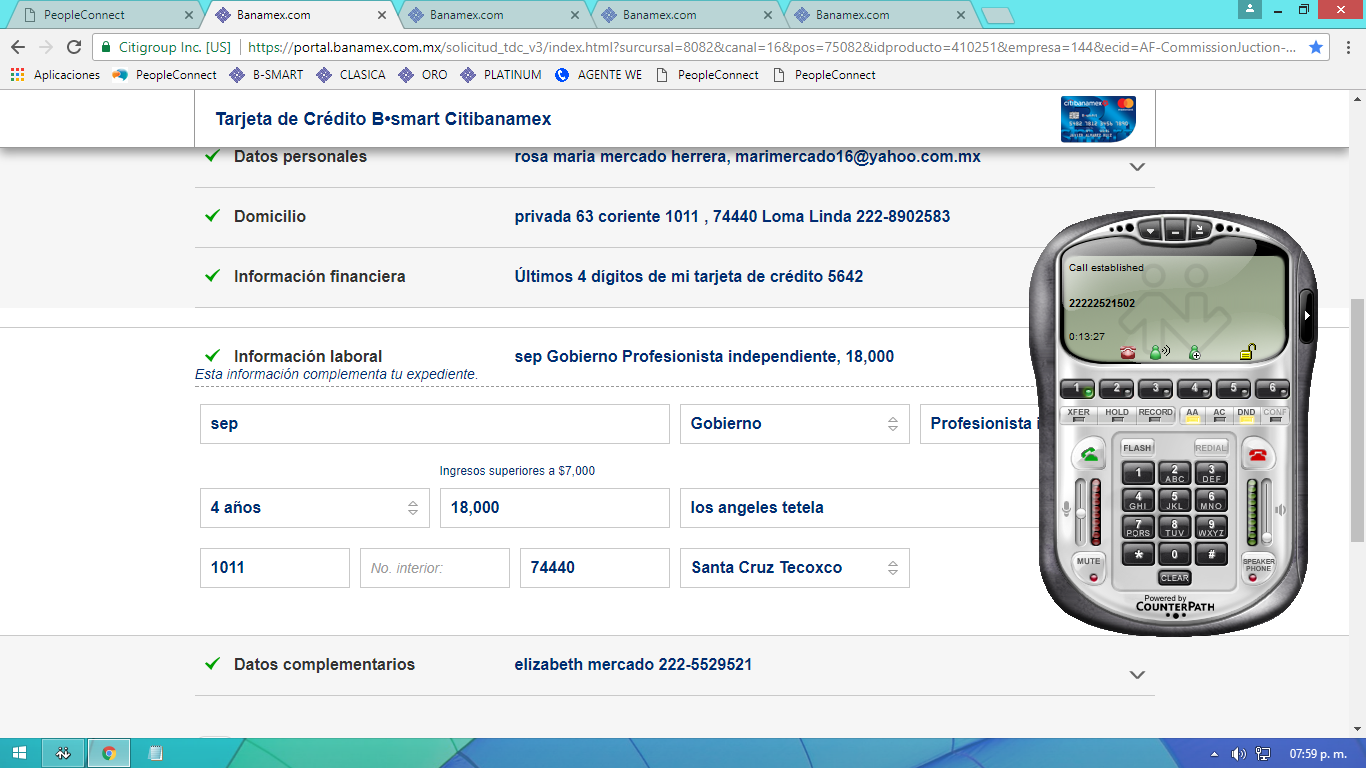 PeopleConnect
Banamex.com
Banamex.com
Banamex.com
Banamex.com
Citigroup Inc. [US] https://portal.banamex.com.mx/solicitud_tdc_v3/index.html?surcursal=8082&canal=16&pos=75082&idproducto=410251&empresa=144&ecid=AF-CommissionJuction-...
Aplicaciones PeopleConnect B-SMART CLASICA ORO PLATINUM AGENTE WE PeopleConnect PeopleConnect
Tarjeta de Crédito B•smart Citibanamex
citibanamex
Datos personales rosa maria mercado herrera, marimercado16@yahoo.com.mx
Domicilio privada 63 coriente 1011 , 74440 Loma Linda 222-8902583
Información financiera Últimos 4 dígitos de mi tarjeta de crédito 5642
Información laboral sep Gobierno Profesionista independiente, 18,000
Esta información complementa tu expediente.
sep Gobierno Profesionista i
Ingresos superiores a $7,000
4 años 18,000 los angeles tetela
1011 No. interior: 74440 Santa Cruz Tecoxco
Datos complementarios elizabeth mercado 222-5529521
Call established
22222521502
0:13:27
1 2 3 4 5 6
XFER HOLD RECORD AA AC DND CONF
FLASH REDIAL
1 2 ABC 3 DEF
4 GHI 5 JKL 6 MNO
7 PQRS 8 TUV 9 WXYZ
* 0 #
MUTE CLEAR SPEAKER PHONE
Powered by
COUNTERPATH
07:59 p. m.